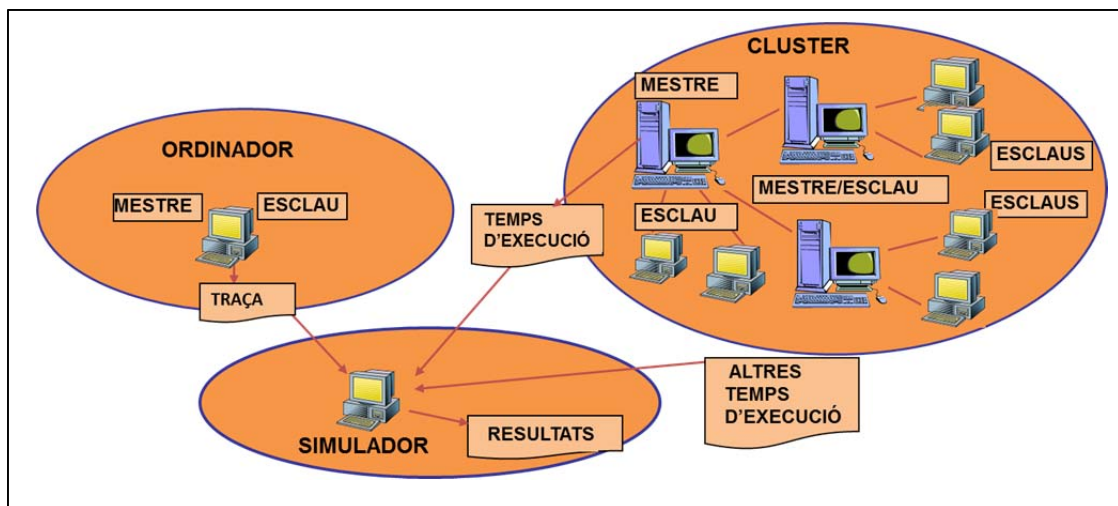 CLUSTER
MESTRE
ORDINADOR
MESTRE
ESCLAU
ESCLAUS
MESTRE/ESCLAU
ESCLAUS
TEMPS
D'EXECUCIÓ
ESCLAU
TRAÇA
ALTRES
TEMPS
D'EXECUCIÓ
SIMULADOR
RESULTATS